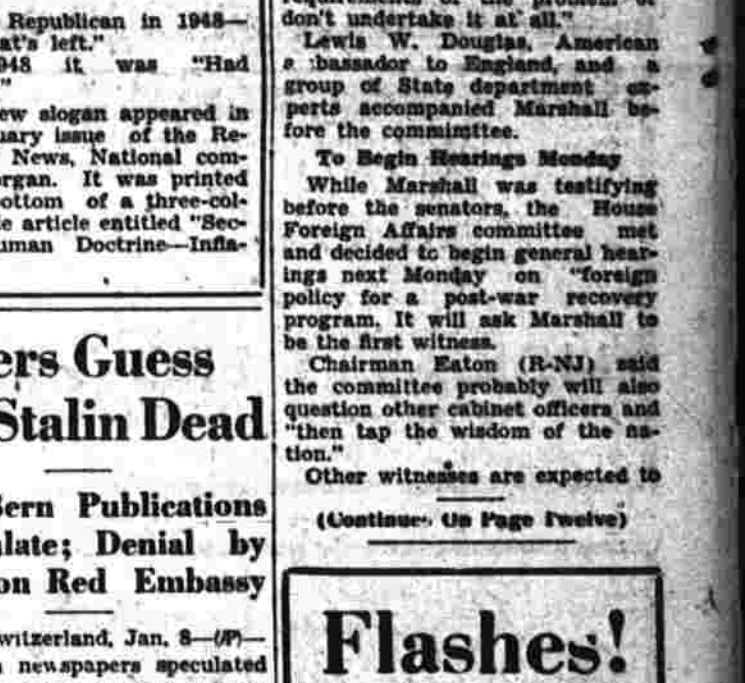 Republican in 1948—
at's left."
948 it was "Had
"
ew slogan appeared in
uary issue of the Re-
News, National com-
organ. It was printed
ottom of a three-col-
e article entitled "Sec-
uman Doctrine—Infla-
ers Guess
Stalin Dead
Bern Publications
ulate; Denial by
on Red Embassy
witzerland, Jan. 8—(AP)—
newspapers speculated
don't undertake it at all."
Lewis W. Douglas, American
a bassador to England, and a
group of State department ex-
perts accompanied Marshall be-
fore the commimttee.
To Begin Hearings Monday
While Marshall was testifying
before the senators, the House
Foreign Affairs committee met
and decided to begin general hear-
ings next Monday on "foreign
policy for a post-war recovery
program. It will ask Marshall to
be the first witness.
Chairman Eaton (R-NJ) said
the committee probably will also
question other cabinet officers and
"then tap the wisdom of the na-
tion."
Other witnesses are expected to
(Continue. On Page Twelve)
Flashes!